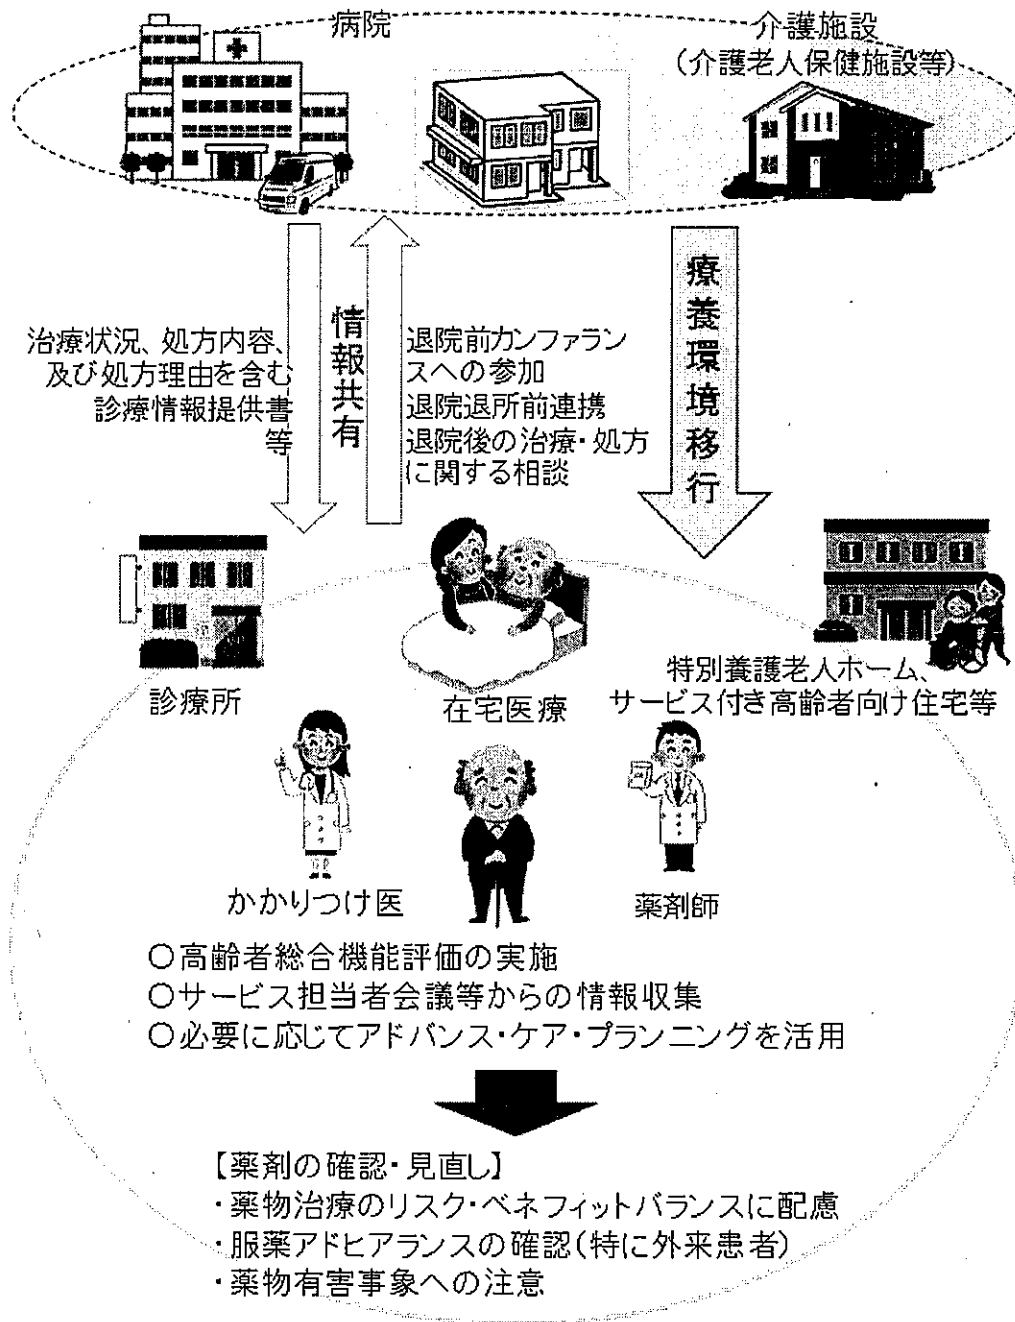 病院
介護施設
(介護老人保健施設等)
治療状況、処方内容、
及び処方理由を含む
診療情報提供書
等
情報共有
退院前カンファラン
スへの参加
退院退所前連携
退院後の治療・処方
に関する相談
療養環境移行
診療所
在宅医療
特別養護老人ホーム、
サービス付き高齢者向け住宅等
かかりつけ医
薬剤師
○高齢者総合機能評価の実施
○サービス担当者会議等からの情報収集
○必要に応じてアドバンス・ケア・プランニングを活用
【薬剤の確認・見直し】
・薬物治療のリスク・ベネフィットバランスに配慮
・服薬アドヒアランスの確認(特に外来患者)
・薬物有害事象への注意